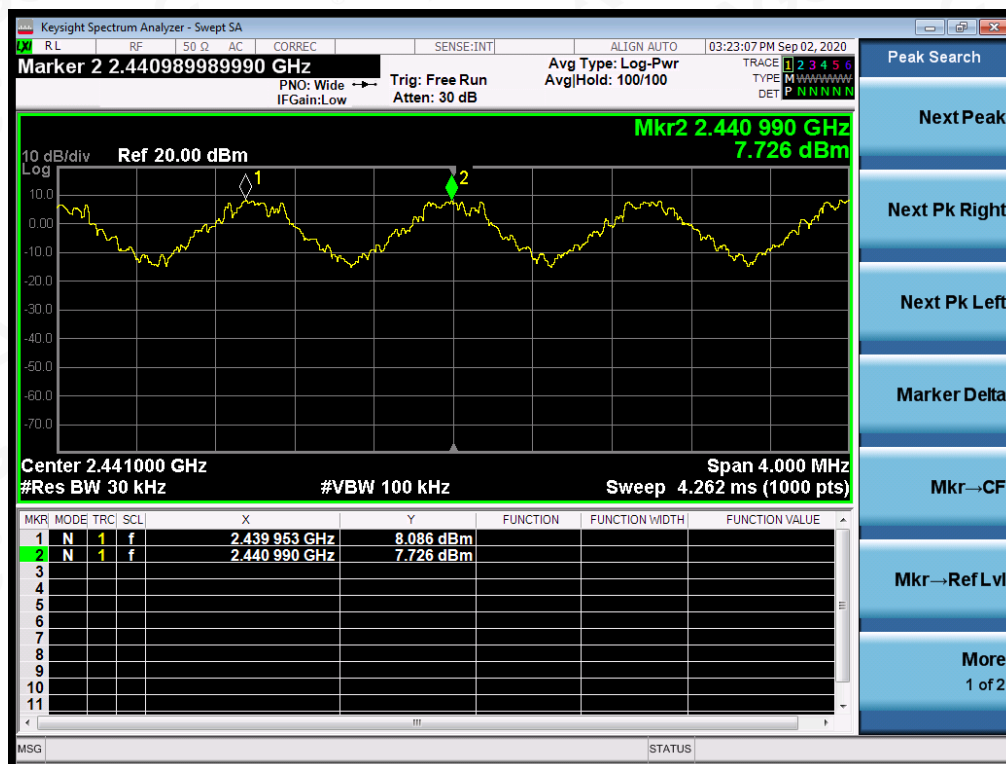 Keysight Spectrum Analyzer - Swept SA
LXI RL RF 50 Ω AC CORREC SENSE:INT ALIGN AUTO 03:23:07 PM Sep 02, 2020
Marker 2 2.440989989990 GHz
PNO: Wide
IFGain:Low
Trig: Free Run
Atten: 30 dB
Avg Type: Log-Pwr
Avg|Hold: 100/100
TRACE 1 2 3 4 5 6
TYPE M WWWWW
DET P N N N N N
Mkr2 2.440 990 GHz
7.726 dBm
10 dB/div Ref 20.00 dBm
Log
1
2
10.0
0.00
-10.0
-20.0
-30.0
-40.0
-50.0
-60.0
-70.0
Center 2.441000 GHz Span 4.000 MHz
#Res BW 30 kHz #VBW 100 kHz Sweep 4.262 ms (1000 pts)
MKR MODE TRC SCL X Y FUNCTION FUNCTION WIDTH FUNCTION VALUE
1 N 1 f 2.439 953 GHz 8.086 dBm
2 N 1 f 2.440 990 GHz 7.726 dBm
3
4
5
6
7
8
9
10
11
MSG STATUS
Peak Search
Next Peak
Next Pk Right
Next Pk Left
Marker Delta
Mkr→CF
Mkr→Ref Lvl
More
1 of 2